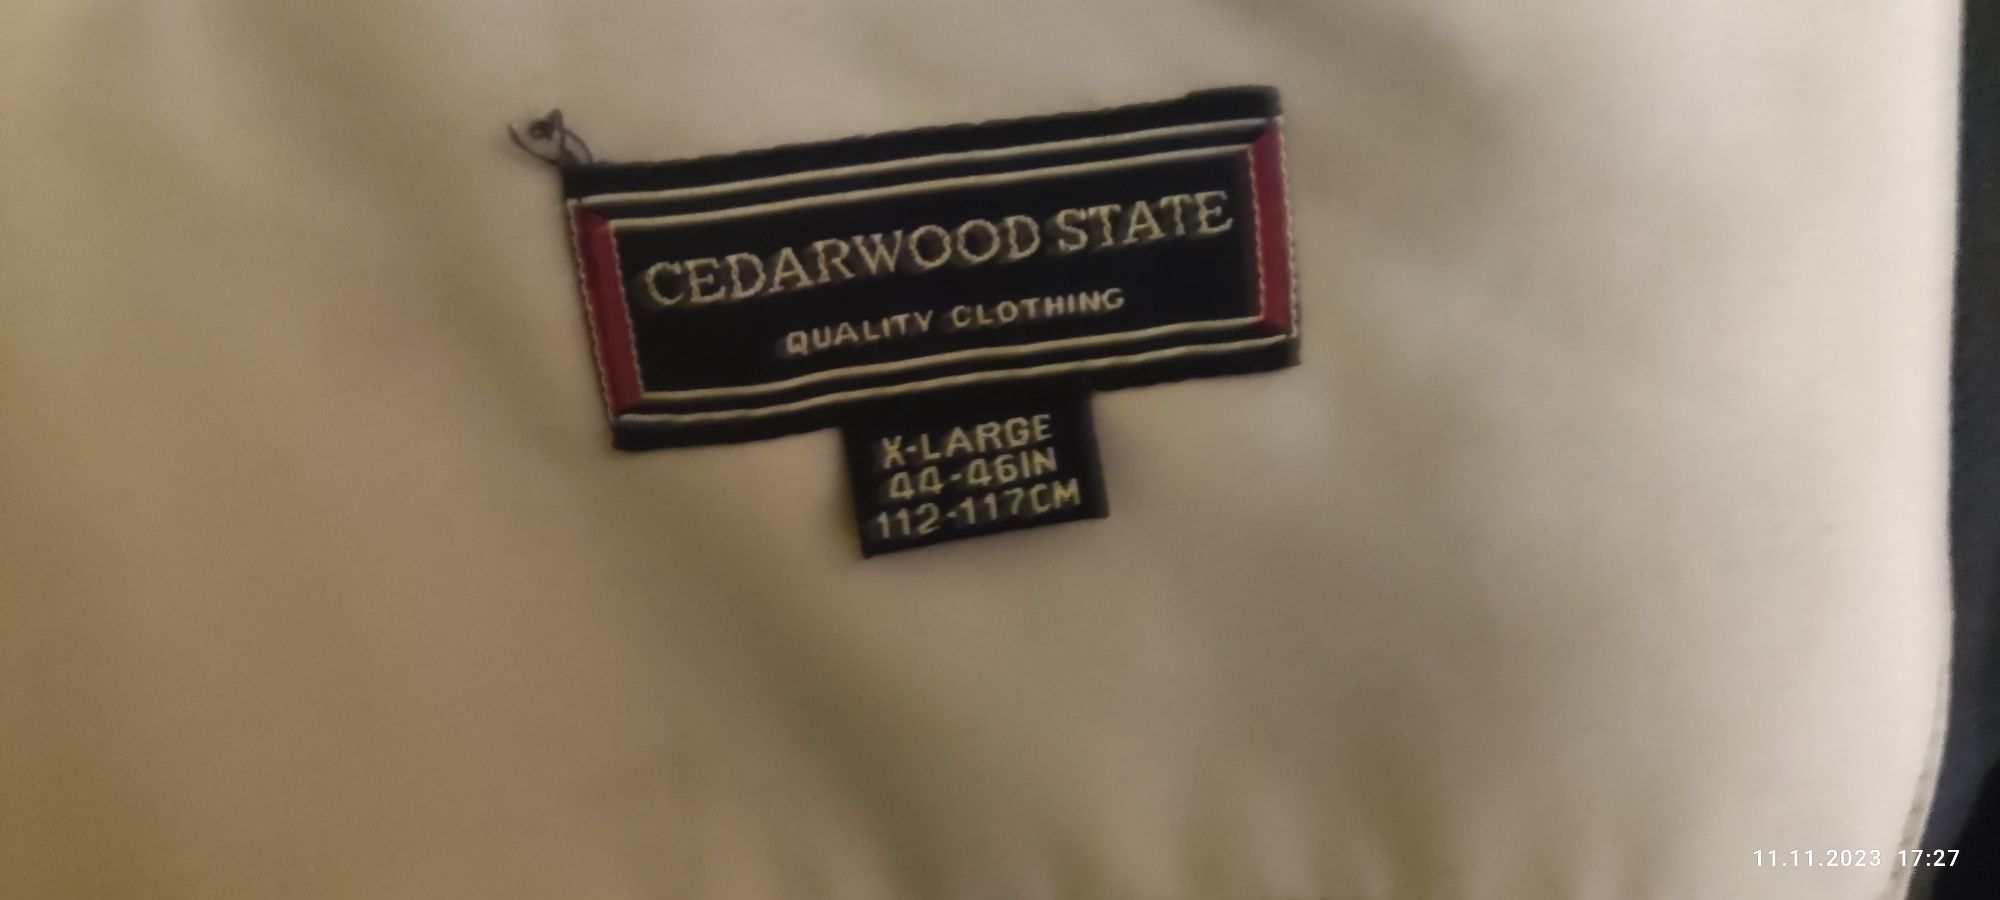 CEDARWOOD STATE
QUALITY CLOTHING
X-LARGE
44-46IN
112-117CM
11.11.2023 17:27